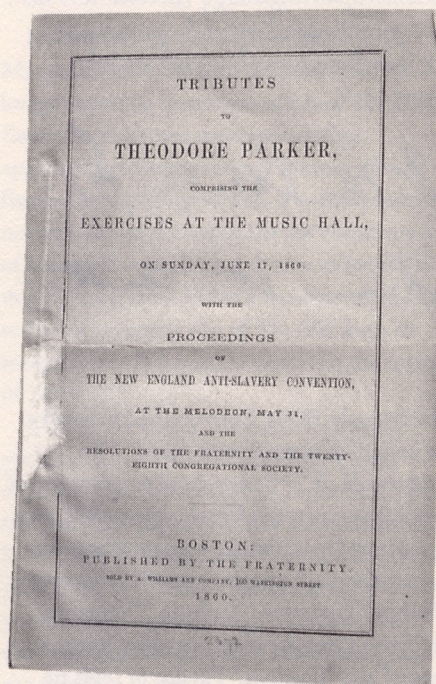 TRIBUTES
TO
THEODORE PARKER,
COMPRISING THE
EXERCISES AT THE MUSIC HALL,
ON SUNDAY, JUNE 17, 1860.
WITH THE
PROCEEDINGS
OF
THE NEW ENGLAND ANTI-SLAVERY CONVENTION,
AT THE MELODEON, MAY 31,
AND THE
RESOLUTIONS OF THE FRATERNITY AND THE TWENTY-
EIGHTH CONGREGATIONAL SOCIETY.
BOSTON:
PUBLISHED BY THE FRATERNITY.
SOLD BY A. WILLIAMS AND COMPANY, 100 WASHINGTON STREET
1860.